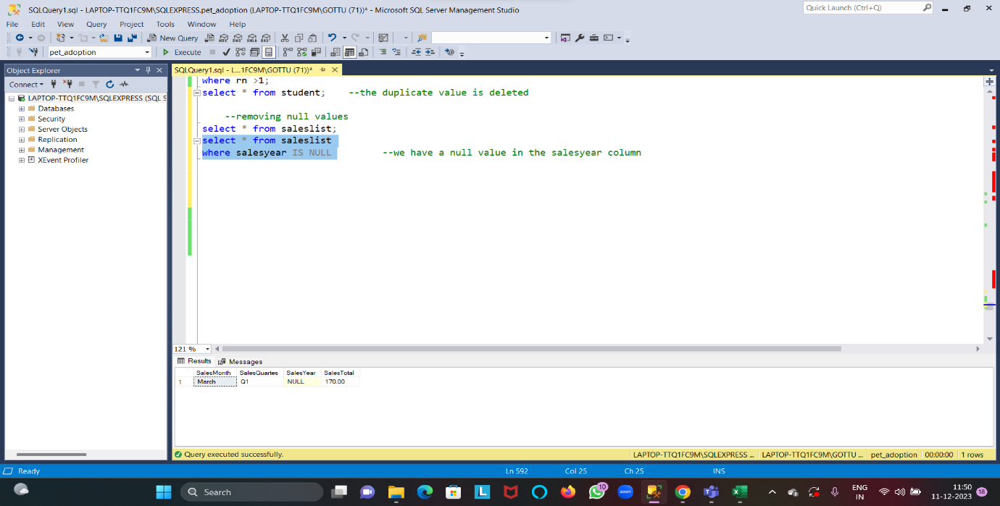 SQLQuery1.sql - LAPTOP-TTQ1FC9M\SQLEXPRESS.pet_adoption (LAPTOP-TTQ1FC9M\GOTTU (71))* - Microsoft SQL Server Management Studio
Quick Launch (Ctrl+Q)
File Edit View Query Project Tools Window Help
New Query
pet_adoption Execute
Object Explorer
SQLQuery1.sql - L...1FC9M\GOTTU (71))*
Connect
LAPTOP-TTQ1FC9M\SQLEXPRESS (SQL S
Databases
Security
Server Objects
Replication
Management
XEvent Profiler
where rn >1;
select * from student; --the duplicate value is deleted
--removing null values
select * from saleslist;
select * from saleslist
where salesyear IS NULL --we have a null value in the salesyear column
121 %
Results Messages
SalesMonth SalesQuartes SalesYear SalesTotal
1 March Q1 NULL 170.00
Query executed successfully. LAPTOP-TTQ1FC9M\SQLEXPRESS ... LAPTOP-TTQ1FC9M\GOTTU ... pet_adoption 00:00:00 1 rows
Ready Ln 592 Col 25 Ch 25 INS
Search
10
zoom
ENG
IN
11:50
11-12-2023
18